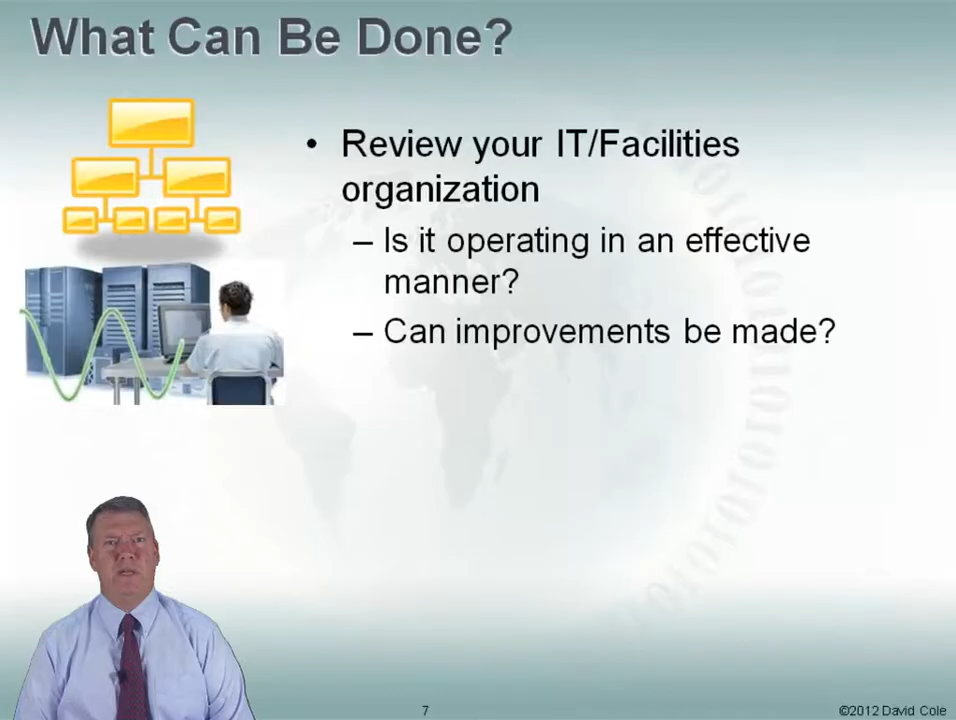 What Can Be Done?
• Review your IT/Facilities
organization
– Is it operating in an effective
manner?
– Can improvements be made?
7
©2012 David Cole